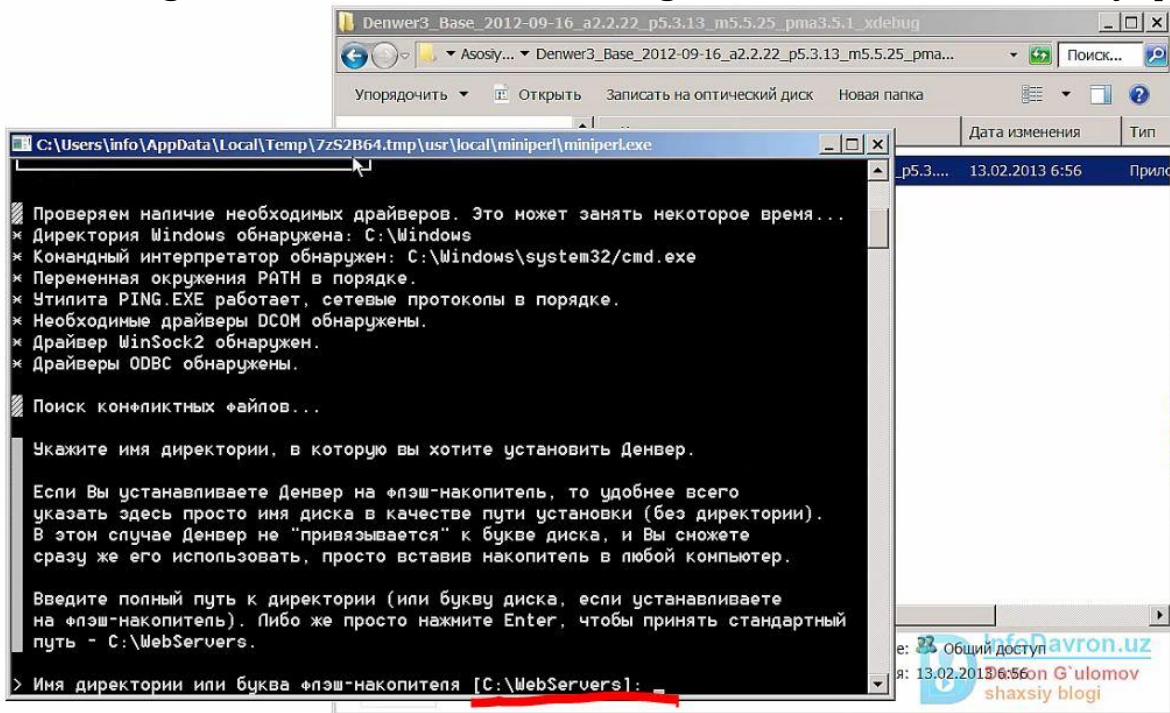 Denwer3_Base_2012-09-16_a2.2.22_p5.3.13_m5.5.25_pma3.5.1_xdebug
Asosiy... Denwer3_Base_2012-09-16_a2.2.22_p5.3.13_m5.5.25_pma... Поиск...
Упорядочить Открыть Записать на оптический диск Новая папка
Дата изменения Тип
_p5.3.... 13.02.2013 6:56
C:\Users\info\AppData\Local\Temp\7zS2B64.tmp\usr\local\miniperl\miniperl.exe
Проверяем наличие необходимых драйверов. Это может занять некоторое время...
* Директория Windows обнаружена: C:\Windows
* Командный интерпретатор обнаружен: C:\Windows\system32/cmd.exe
* Переменная окружения PATH в порядке.
* Утилита PING.EXE работает, сетевые протоколы в порядке.
* Необходимые драйверы DCOM обнаружены.
* Драйвер WinSock2 обнаружен.
* Драйверы ODBC обнаружены.
Поиск конфликтных файлов...
Укажите имя директории, в которую вы хотите установить Денвер.
Если Вы устанавливаете Денвер на флэш-накопитель, то удобнее всего
указать здесь просто имя диска в качестве пути установки (без директории).
В этом случае Денвер не "привязывается" к букве диска, и Вы сможете
сразу же его использовать, просто вставив накопитель в любой компьютер.
Введите полный путь к директории (или букву диска, если устанавливаете
на флэш-накопитель). Либо же просто нажмите Enter, чтобы принять стандартный
путь - C:\WebServers.
> Имя директории или буква флэш-накопителя [C:\WebServers]: _
е: Общий доступ
я: 13.02.2013 6:56
InfoDavron.uz
Davron G`ulomov
shaxsiy blogi